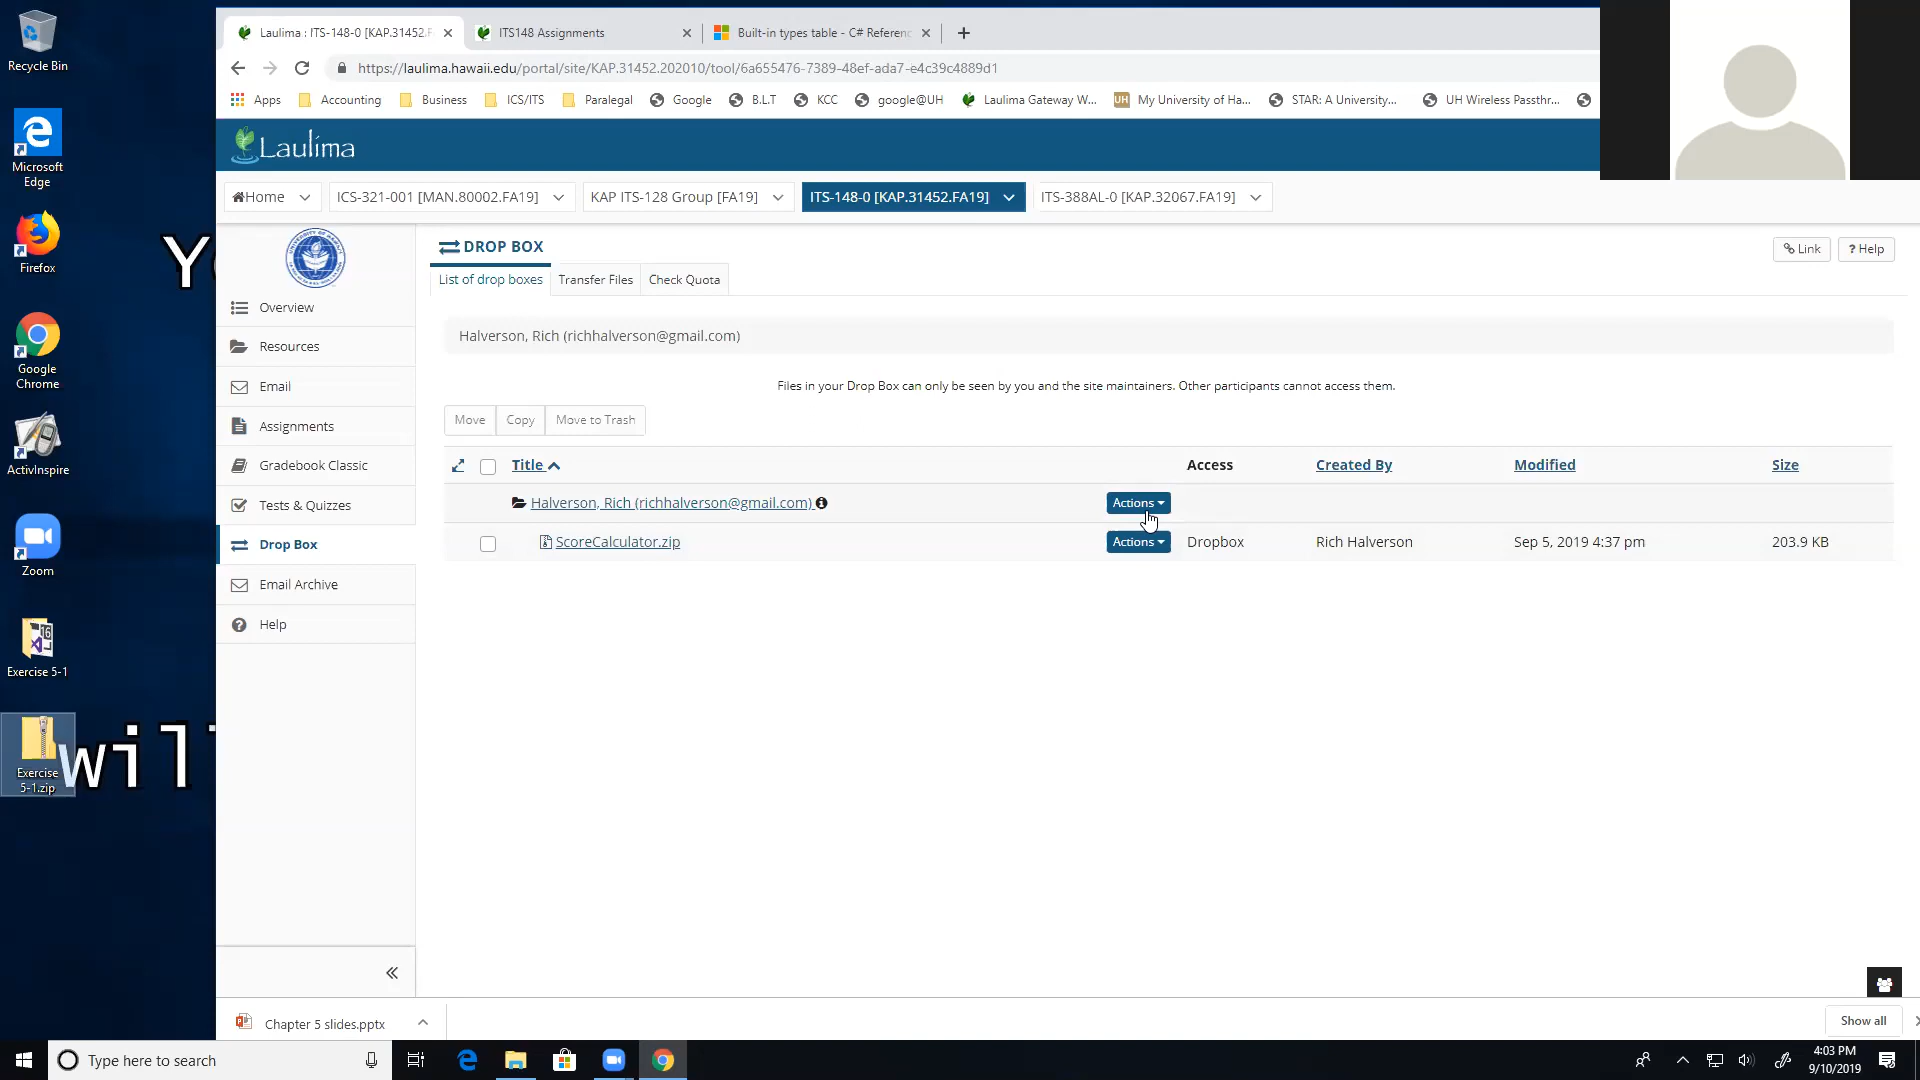 Recycle Bin
Microsoft
Edge
Firefox
Google
Chrome
ActivInspire
Zoom
Exercise 5-1
Exercise
5-1.zip
will
Laulima : ITS-148-0 [KAP.31452.F
ITS148 Assignments
Built-in types table - C# Referenc
https://laulima.hawaii.edu/portal/site/KAP.31452.202010/tool/6a655476-7389-48ef-ada7-e4c39c4889d1
Apps
Accounting
Business
ICS/ITS
Paralegal
Google
B.L.T
KCC
google@UH
Laulima Gateway W...
UH
My University of Ha...
STAR: A University...
UH Wireless Passthr...
Laulima
Home
ICS-321-001 [MAN.80002.FA19]
KAP ITS-128 Group [FA19]
ITS-148-0 [KAP.31452.FA19]
ITS-388AL-0 [KAP.32067.FA19]
Overview
Resources
Email
Assignments
Gradebook Classic
Tests & Quizzes
Drop Box
Email Archive
Help
DROP BOX
Link
? Help
List of drop boxes
Transfer Files
Check Quota
Halverson, Rich (richhalverson@gmail.com)
Files in your Drop Box can only be seen by you and the site maintainers. Other participants cannot access them.
Move
Copy
Move to Trash
Title
Access
Created By
Modified
Size
Halverson, Rich (richhalverson@gmail.com)
Actions
ScoreCalculator.zip
Actions
Dropbox
Rich Halverson
Sep 5, 2019 4:37 pm
203.9 KB
Chapter 5 slides.pptx
Show all
Type here to search
4:03 PM
9/10/2019